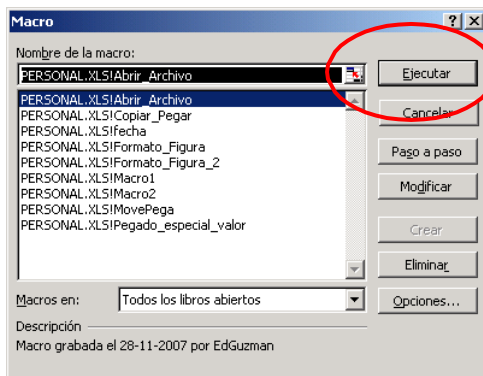 Macro
Nombre de la macro:
PERSONAL.XLS!Abrir_Archivo
PERSONAL.XLS!Abrir_Archivo
PERSONAL.XLS!Copiar_Pegar
PERSONAL.XLS!fecha
PERSONAL.XLS!Formato_Figura
PERSONAL.XLS!Formato_Figura_2
PERSONAL.XLS!Macro1
PERSONAL.XLS!Macro2
PERSONAL.XLS!MovePega
PERSONAL.XLS!Pegado_especial_valor
Macros en: Todos los libros abiertos
Descripción
Macro grabada el 28-11-2007 por EdGuzman
Ejecutar
Cancelar
Paso a paso
Modificar
Crear
Eliminar
Opciones...